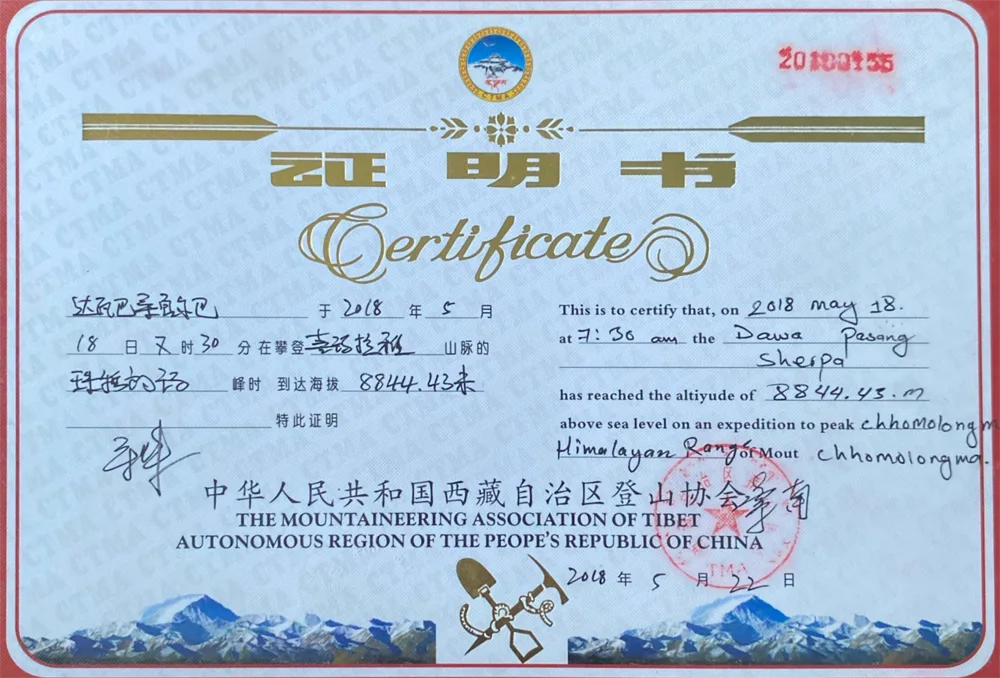 CTMA
20180155
证明书
Certificate
达瓦巴桑夏尔巴 于 2018 年 5 月
18 日 7 时 30 分 在攀登 喜马拉雅 山脉的
珠穆朗玛 峰时 到达海拔 8844.43米
特此证明
This is to certify that, on 2018 may 18.
at 7:30 am the Dawa Pasang
Sherpa
has reached the altiyude of 8844.43.m
above sea level on an expedition to peak chhomolongm
Himalayan Rang of Mout chhomolongma.
中华人民共和国西藏自治区登山协会
THE MOUNTAINEERING ASSOCIATION OF TIBET
AUTONOMOUS REGION OF THE PEOPE'S REPUBLIC OF CHINA
TMA
2018 年 5 月 22 日